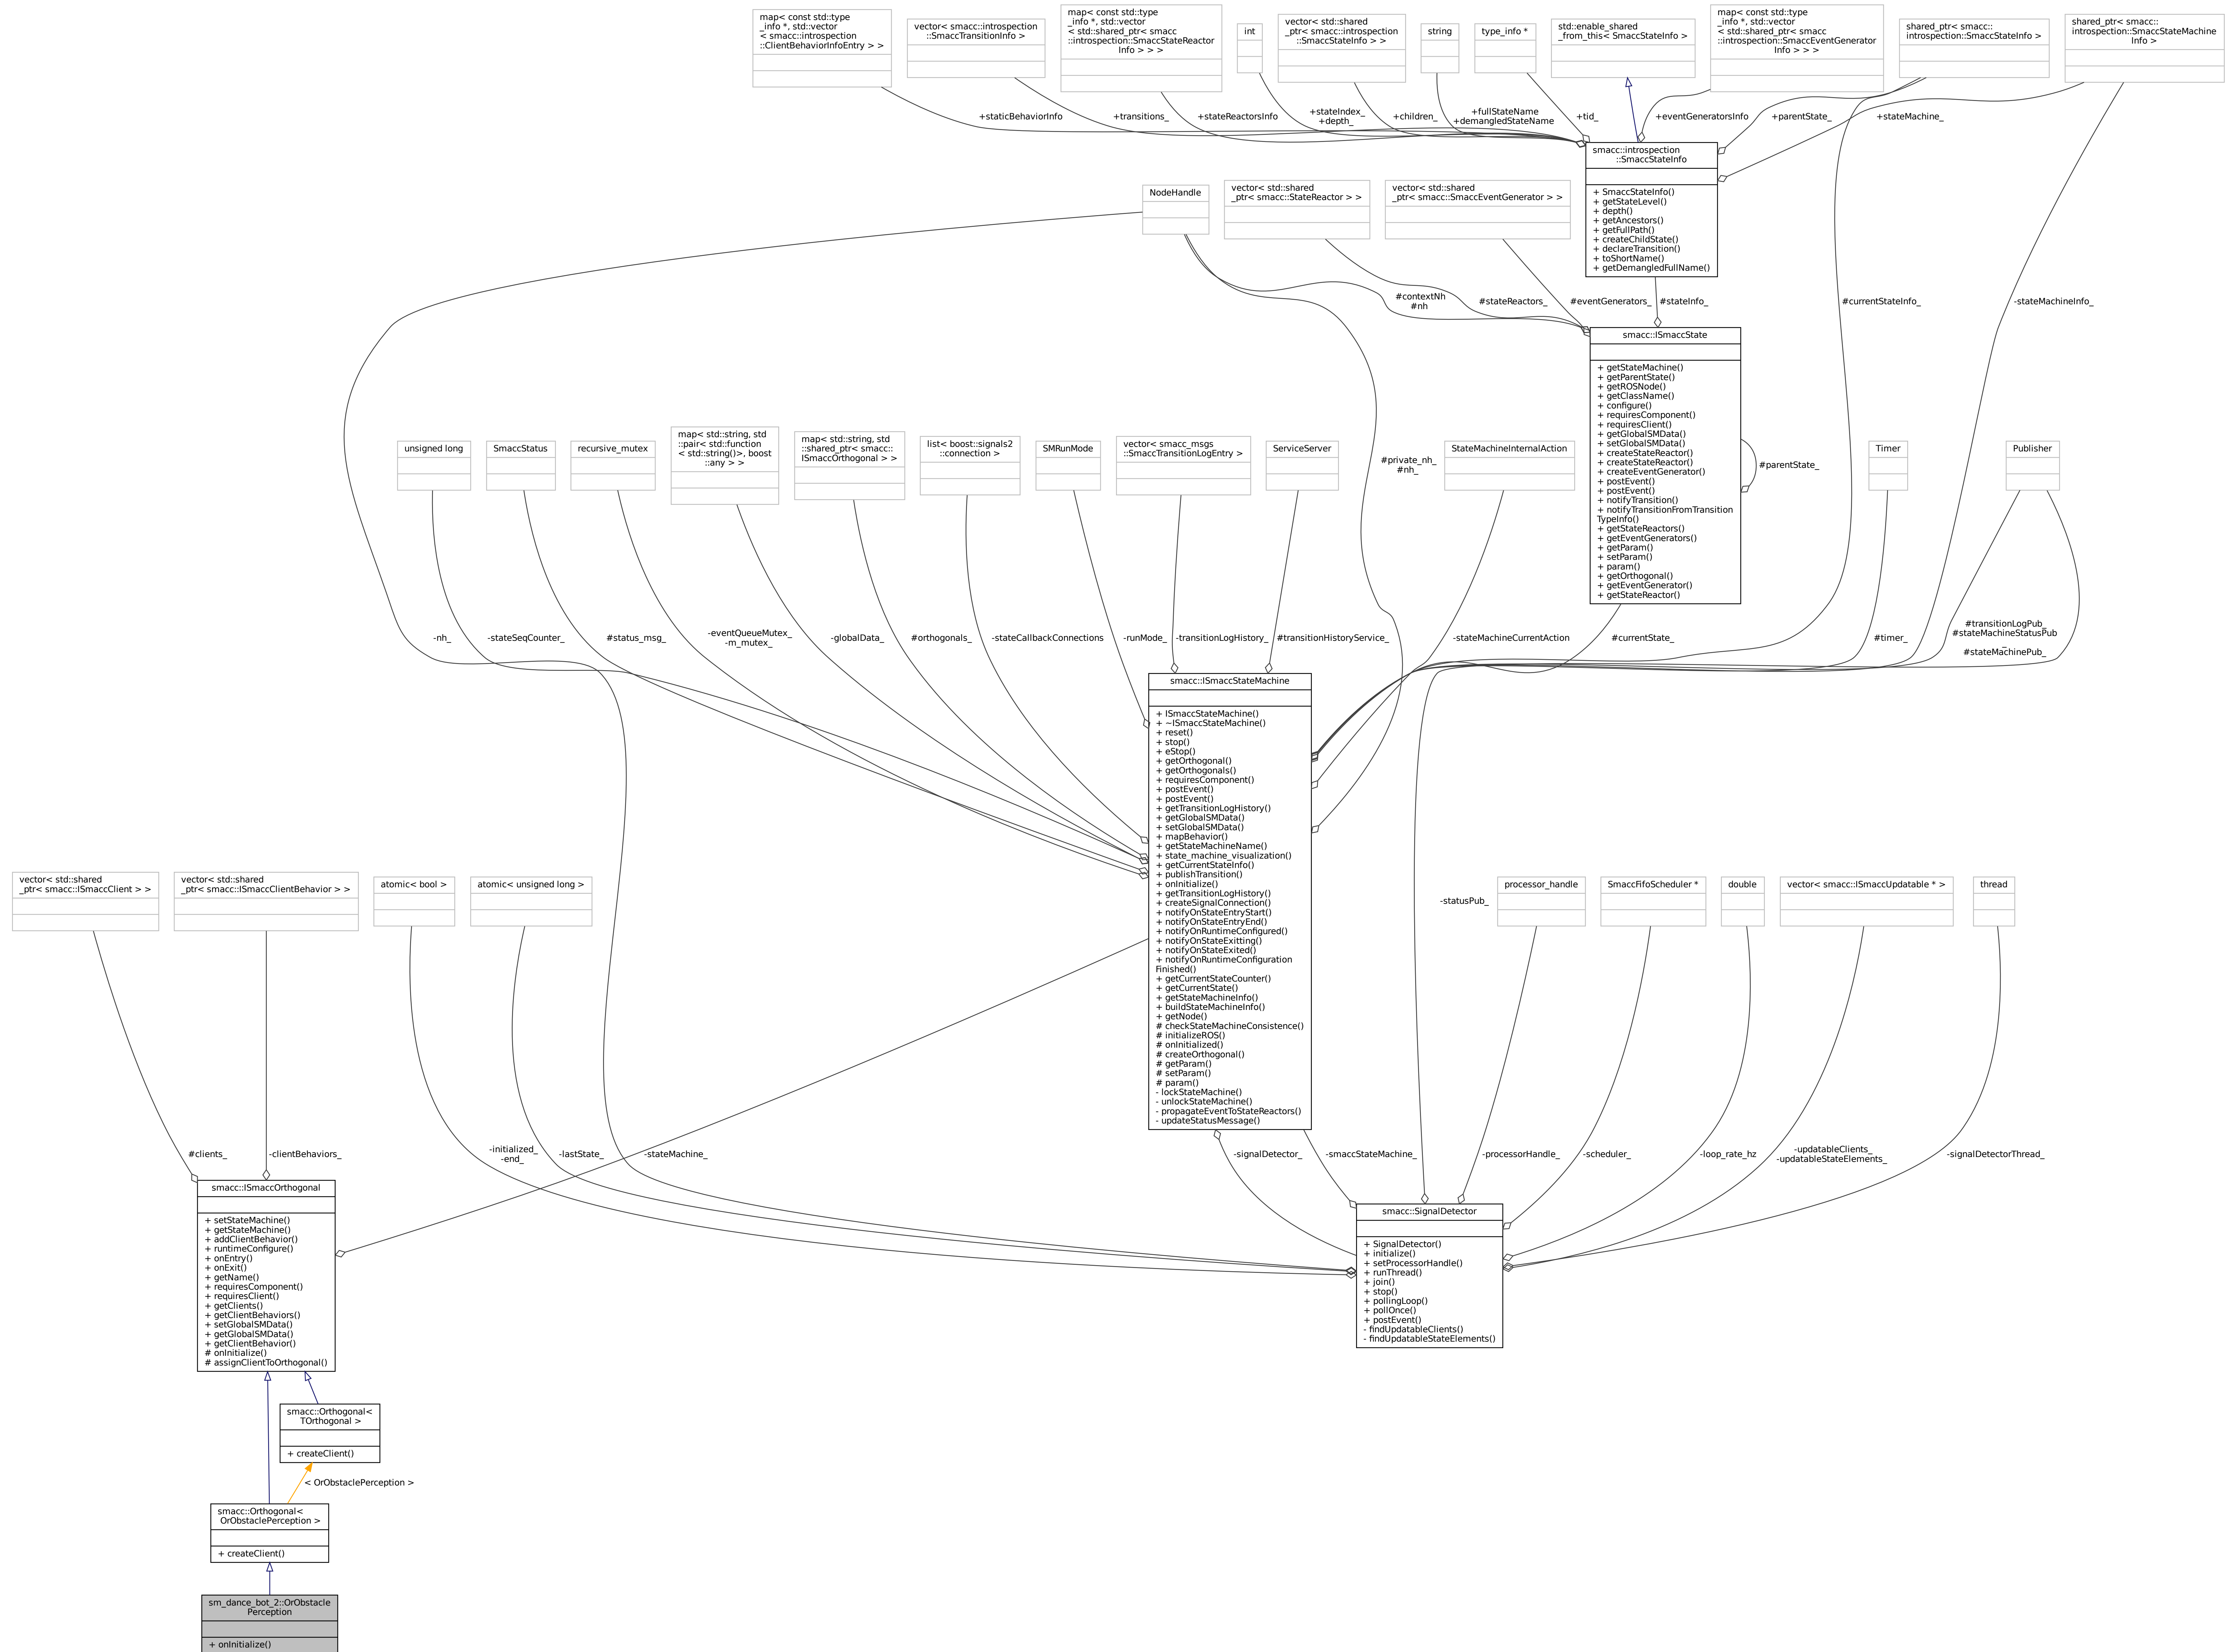 map< const std::type
_info *, std::vector
< smacc::introspection
::ClientBehaviorInfoEntry > >
vector< smacc::introspection
::SmaccTransitionInfo >
map< const std::type
_info *, std::vector
< std::shared_ptr< smacc
::introspection::SmaccStateReactor
Info > > >
int
vector< std::shared
_ptr< smacc::introspection
::SmaccStateInfo > >
string
type_info *
std::enable_shared
_from_this< SmaccStateInfo >
map< const std::type
_info *, std::vector
< std::shared_ptr< smacc
::introspection::SmaccEventGenerator
Info > > >
shared_ptr< smacc::
introspection::SmaccStateInfo >
shared_ptr< smacc::
introspection::SmaccStateMachine
Info >
+staticBehaviorInfo
+transitions_
+stateReactorsInfo
+stateIndex_
+depth_
+children_
+fullStateName
+demangledStateName
+tid_
+eventGeneratorsInfo
+parentState_
+stateMachine_
smacc::introspection
::SmaccStateInfo
+ SmaccStateInfo()
+ getStateLevel()
+ depth()
+ getAncestors()
+ getFullPath()
+ createChildState()
+ declareTransition()
+ toShortName()
+ getDemangledFullName()
NodeHandle
vector< std::shared
_ptr< smacc::StateReactor > >
vector< std::shared
_ptr< smacc::SmaccEventGenerator > >
#contextNh
#nh
#stateReactors_
#eventGenerators_
#stateInfo_
#currentStateInfo_
-stateMachineInfo_
smacc::ISmaccState
+ getStateMachine()
+ getParentState()
+ getROSNode()
+ getClassName()
+ configure()
+ requiresComponent()
+ requiresClient()
+ getGlobalSMData()
+ setGlobalSMData()
+ createStateReactor()
+ createStateReactor()
+ createEventGenerator()
+ postEvent()
+ postEvent()
+ notifyTransition()
+ notifyTransitionFromTransition
TypeInfo()
+ getStateReactors()
+ getEventGenerators()
+ getParam()
+ setParam()
+ param()
+ getOrthogonal()
+ getEventGenerator()
+ getStateReactor()
#parentState_
unsigned long
SmaccStatus
recursive_mutex
map< std::string, std
::pair< std::function
< std::string()>, boost
::any > >
map< std::string, std
::shared_ptr< smacc::
ISmaccOrthogonal > >
list< boost::signals2
::connection >
SMRunMode
vector< smacc_msgs
::SmaccTransitionLogEntry >
ServiceServer
#private_nh_
#nh_
StateMachineInternalAction
Timer
Publisher
-nh_
-stateSeqCounter_
#status_msg_
-eventQueueMutex_
-m_mutex_
-globalData_
#orthogonals_
-stateCallbackConnections
-runMode_
-transitionLogHistory_
#transitionHistoryService_
-stateMachineCurrentAction
#currentState_
#timer_
#transitionLogPub_
#stateMachineStatusPub
_
#stateMachinePub_
smacc::ISmaccStateMachine
+ ISmaccStateMachine()
+ ~ISmaccStateMachine()
+ reset()
+ stop()
+ eStop()
+ getOrthogonal()
+ getOrthogonals()
+ requiresComponent()
+ postEvent()
+ postEvent()
+ getTransitionLogHistory()
+ getGlobalSMData()
+ setGlobalSMData()
+ mapBehavior()
+ getStateMachineName()
+ state_machine_visualization()
+ getCurrentStateInfo()
+ publishTransition()
+ onInitialize()
+ getTransitionLogHistory()
+ createSignalConnection()
+ notifyOnStateEntryStart()
+ notifyOnStateEntryEnd()
+ notifyOnRuntimeConfigured()
+ notifyOnStateExitting()
+ notifyOnStateExited()
+ notifyOnRuntimeConfiguration
Finished()
+ getCurrentStateCounter()
+ getCurrentState()
+ getStateMachineInfo()
+ buildStateMachineInfo()
+ getNode()
# checkStateMachineConsistence()
# initializeROS()
# onInitialized()
# createOrthogonal()
# getParam()
# setParam()
# param()
- lockStateMachine()
- unlockStateMachine()
- propagateEventToStateReactors()
- updateStatusMessage()
vector< std::shared
_ptr< smacc::ISmaccClient > >
vector< std::shared
_ptr< smacc::ISmaccClientBehavior > >
atomic< bool >
atomic< unsigned long >
-statusPub_
processor_handle
SmaccFifoScheduler *
double
vector< smacc::ISmaccUpdatable * >
thread
#clients_
-clientBehaviors_
-initialized_
-end_
-lastState_
-stateMachine_
-signalDetector_
-smaccStateMachine_
-processorHandle_
-scheduler_
-loop_rate_hz
-updatableClients_
-updatableStateElements_
-signalDetectorThread_
smacc::ISmaccOrthogonal
+ setStateMachine()
+ getStateMachine()
+ addClientBehavior()
+ runtimeConfigure()
+ onEntry()
+ onExit()
+ getName()
+ requiresComponent()
+ requiresClient()
+ getClients()
+ getClientBehaviors()
+ setGlobalSMData()
+ getGlobalSMData()
+ getClientBehavior()
# onInitialize()
# assignClientToOrthogonal()
smacc::SignalDetector
+ SignalDetector()
+ initialize()
+ setProcessorHandle()
+ runThread()
+ join()
+ stop()
+ pollingLoop()
+ pollOnce()
+ postEvent()
- findUpdatableClients()
- findUpdatableStateElements()
smacc::Orthogonal<
TOrthogonal >
+ createClient()
< OrObstaclePerception >
smacc::Orthogonal<
OrObstaclePerception >
+ createClient()
sm_dance_bot_2::OrObstacle
Perception
+ onInitialize()